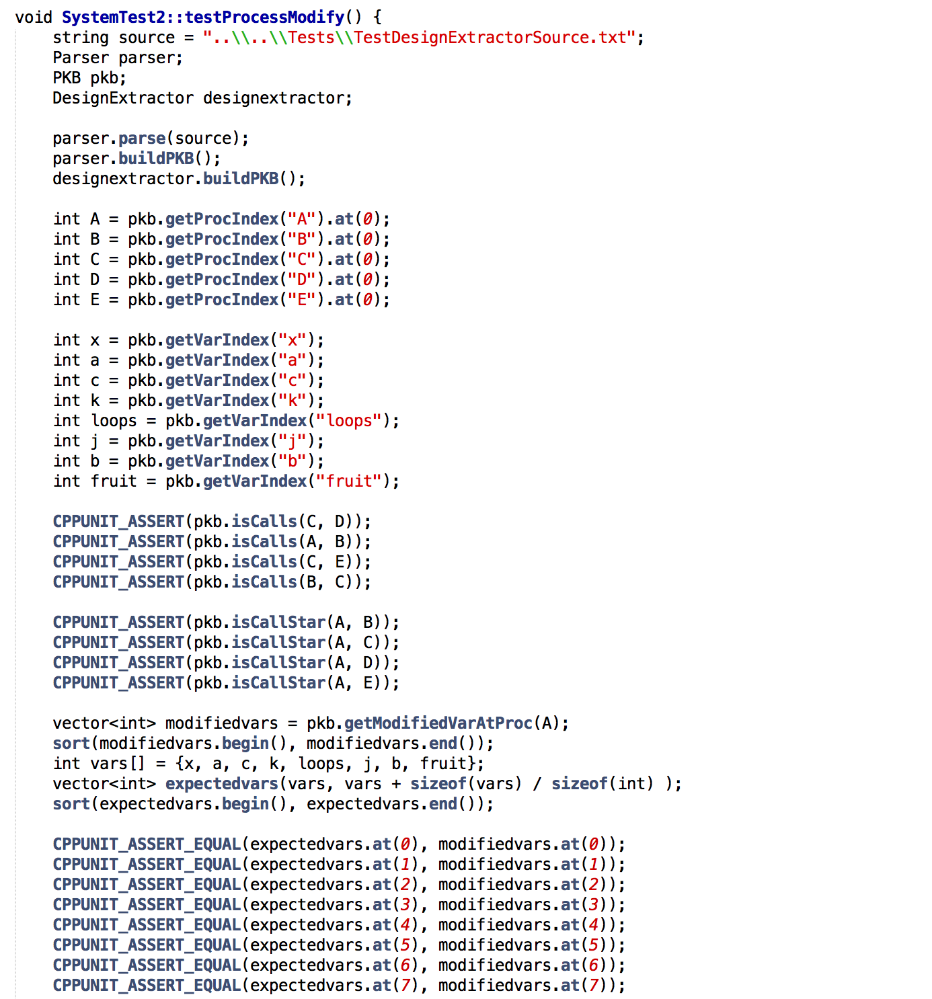 void SystemTest2::testProcessModify() {
    string source = "..\\..\\Tests\\TestDesignExtractorSource.txt";
    Parser parser;
    PKB pkb;
    DesignExtractor designextractor;

    parser.parse(source);
    parser.buildPKB();
    designextractor.buildPKB();

    int A = pkb.getProcIndex("A").at(0);
    int B = pkb.getProcIndex("B").at(0);
    int C = pkb.getProcIndex("C").at(0);
    int D = pkb.getProcIndex("D").at(0);
    int E = pkb.getProcIndex("E").at(0);

    int x = pkb.getVarIndex("x");
    int a = pkb.getVarIndex("a");
    int c = pkb.getVarIndex("c");
    int k = pkb.getVarIndex("k");
    int loops = pkb.getVarIndex("loops");
    int j = pkb.getVarIndex("j");
    int b = pkb.getVarIndex("b");
    int fruit = pkb.getVarIndex("fruit");

    CPPUNIT_ASSERT(pkb.isCalls(C, D));
    CPPUNIT_ASSERT(pkb.isCalls(A, B));
    CPPUNIT_ASSERT(pkb.isCalls(C, E));
    CPPUNIT_ASSERT(pkb.isCalls(B, C));

    CPPUNIT_ASSERT(pkb.isCallStar(A, B));
    CPPUNIT_ASSERT(pkb.isCallStar(A, C));
    CPPUNIT_ASSERT(pkb.isCallStar(A, D));
    CPPUNIT_ASSERT(pkb.isCallStar(A, E));

    vector<int> modifiedvars = pkb.getModifiedVarAtProc(A);
    sort(modifiedvars.begin(), modifiedvars.end());
    int vars[] = {x, a, c, k, loops, j, b, fruit};
    vector<int> expectedvars(vars, vars + sizeof(vars) / sizeof(int) );
    sort(expectedvars.begin(), expectedvars.end());

    CPPUNIT_ASSERT_EQUAL(expectedvars.at(0), modifiedvars.at(0));
    CPPUNIT_ASSERT_EQUAL(expectedvars.at(1), modifiedvars.at(1));
    CPPUNIT_ASSERT_EQUAL(expectedvars.at(2), modifiedvars.at(2));
    CPPUNIT_ASSERT_EQUAL(expectedvars.at(3), modifiedvars.at(3));
    CPPUNIT_ASSERT_EQUAL(expectedvars.at(4), modifiedvars.at(4));
    CPPUNIT_ASSERT_EQUAL(expectedvars.at(5), modifiedvars.at(5));
    CPPUNIT_ASSERT_EQUAL(expectedvars.at(6), modifiedvars.at(6));
    CPPUNIT_ASSERT_EQUAL(expectedvars.at(7), modifiedvars.at(7));